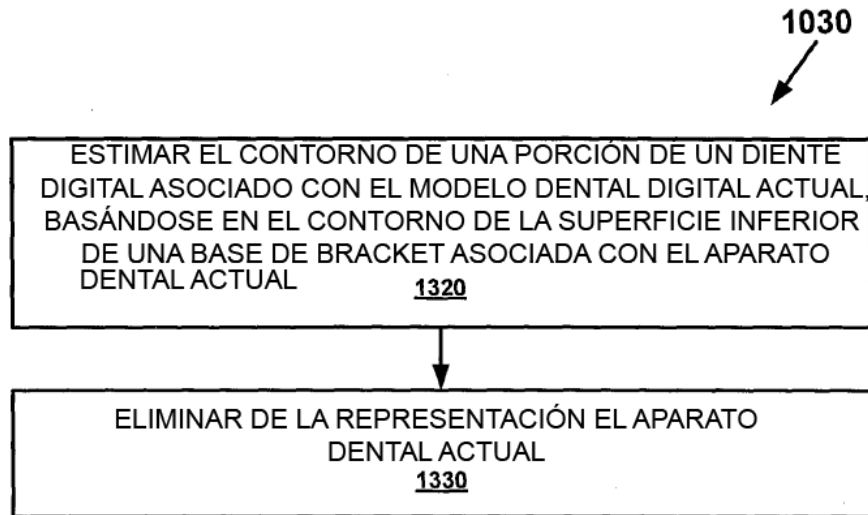 1030
ESTIMAR EL CONTORNO DE UNA PORCIÓN DE UN DIENTE
DIGITAL ASOCIADO CON EL MODELO DENTAL DIGITAL ACTUAL,
BASÁNDOSE EN EL CONTORNO DE LA SUPERFICIE INFERIOR
DE UNA BASE DE BRACKET ASOCIADA CON EL APARATO
DENTAL ACTUAL 1320
ELIMINAR DE LA REPRESENTACIÓN EL APARATO
DENTAL ACTUAL
1330